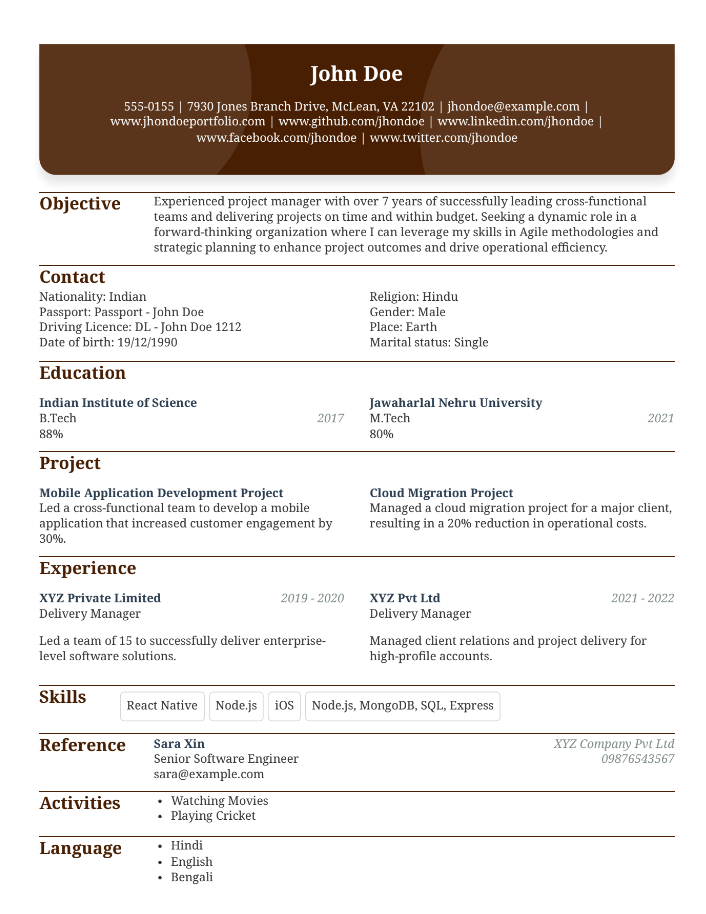 John Doe
555-0155 | 7930 Jones Branch Drive, McLean, VA 22102 | jhondoe@example.com |
www.jhondoeportfolio.com | www.github.com/jhondoe | www.linkedin.com/jhondoe |
www.facebook.com/jhondoe | www.twitter.com/jhondoe
Objective
Experienced project manager with over 7 years of successfully leading cross-functional
teams and delivering projects on time and within budget. Seeking a dynamic role in a
forward-thinking organization where I can leverage my skills in Agile methodologies and
strategic planning to enhance project outcomes and drive operational efficiency.
Contact
Nationality: Indian
Passport: Passport - John Doe
Driving Licence: DL - John Doe 1212
Date of birth: 19/12/1990
Religion: Hindu
Gender: Male
Place: Earth
Marital status: Single
Education
Indian Institute of Science
B.Tech 2017
88%
Jawaharlal Nehru University
M.Tech 2021
80%
Project
Mobile Application Development Project
Led a cross-functional team to develop a mobile
application that increased customer engagement by
30%.
Cloud Migration Project
Managed a cloud migration project for a major client,
resulting in a 20% reduction in operational costs.
Experience
XYZ Private Limited 2019 - 2020
Delivery Manager
Led a team of 15 to successfully deliver enterprise-
level software solutions.
XYZ Pvt Ltd 2021 - 2022
Delivery Manager
Managed client relations and project delivery for
high-profile accounts.
Skills
React Native Node.js iOS Node.js, MongoDB, SQL, Express
Reference
Sara Xin XYZ Company Pvt Ltd
Senior Software Engineer 09876543567
sara@example.com
Activities
• Watching Movies
• Playing Cricket
Language
• Hindi
• English
• Bengali